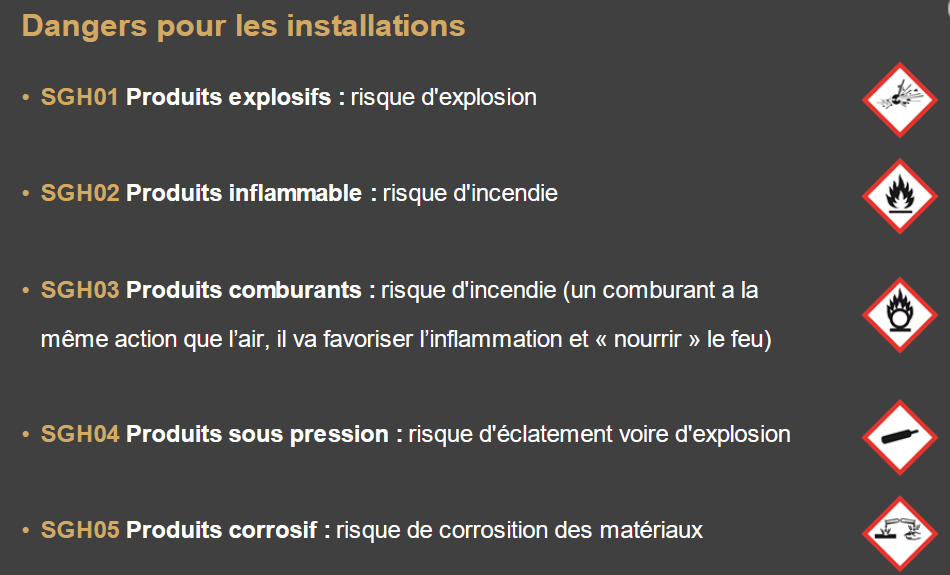 Dangers pour les installations
• SGH01 Produits explosifs : risque d'explosion
• SGH02 Produits inflammable : risque d'incendie
• SGH03 Produits comburants : risque d'incendie (un comburant a la
même action que l’air, il va favoriser l’inflammation et « nourrir » le feu)
• SGH04 Produits sous pression : risque d'éclatement voire d'explosion
• SGH05 Produits corrosif : risque de corrosition des matériaux